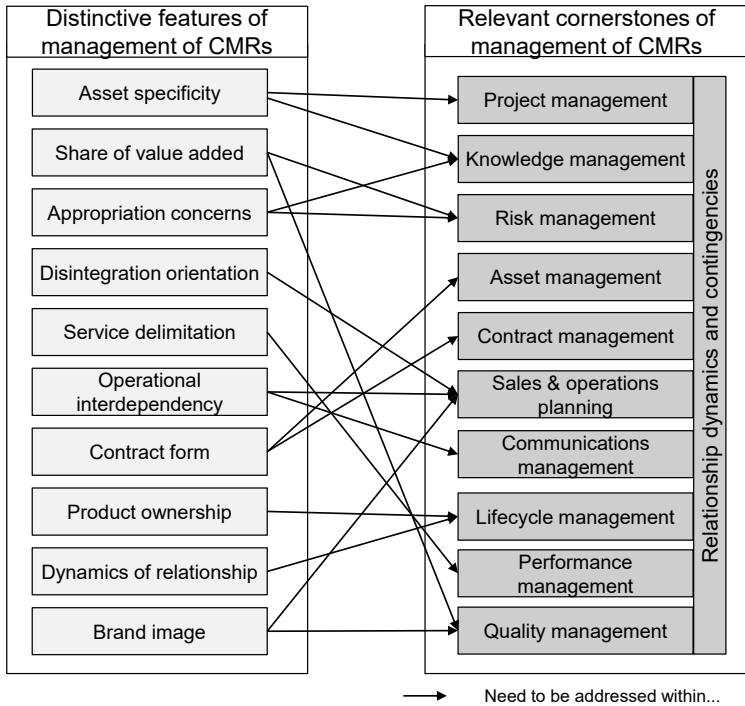 Distinctive features of
management of CMRs
Asset specificity
Share of value added
Appropriation concerns
Disintegration orientation
Service delimitation
Operational
interdependency
Contract form
Product ownership
Dynamics of relationship
Brand image
Relevant cornerstones of
management of CMRs
Project management
Knowledge management
Risk management
Asset management
Contract management
Sales & operations
planning
Communications
management
Lifecycle management
Performance
management
Quality management
Relationship dynamics and contingencies
Need to be addressed within...